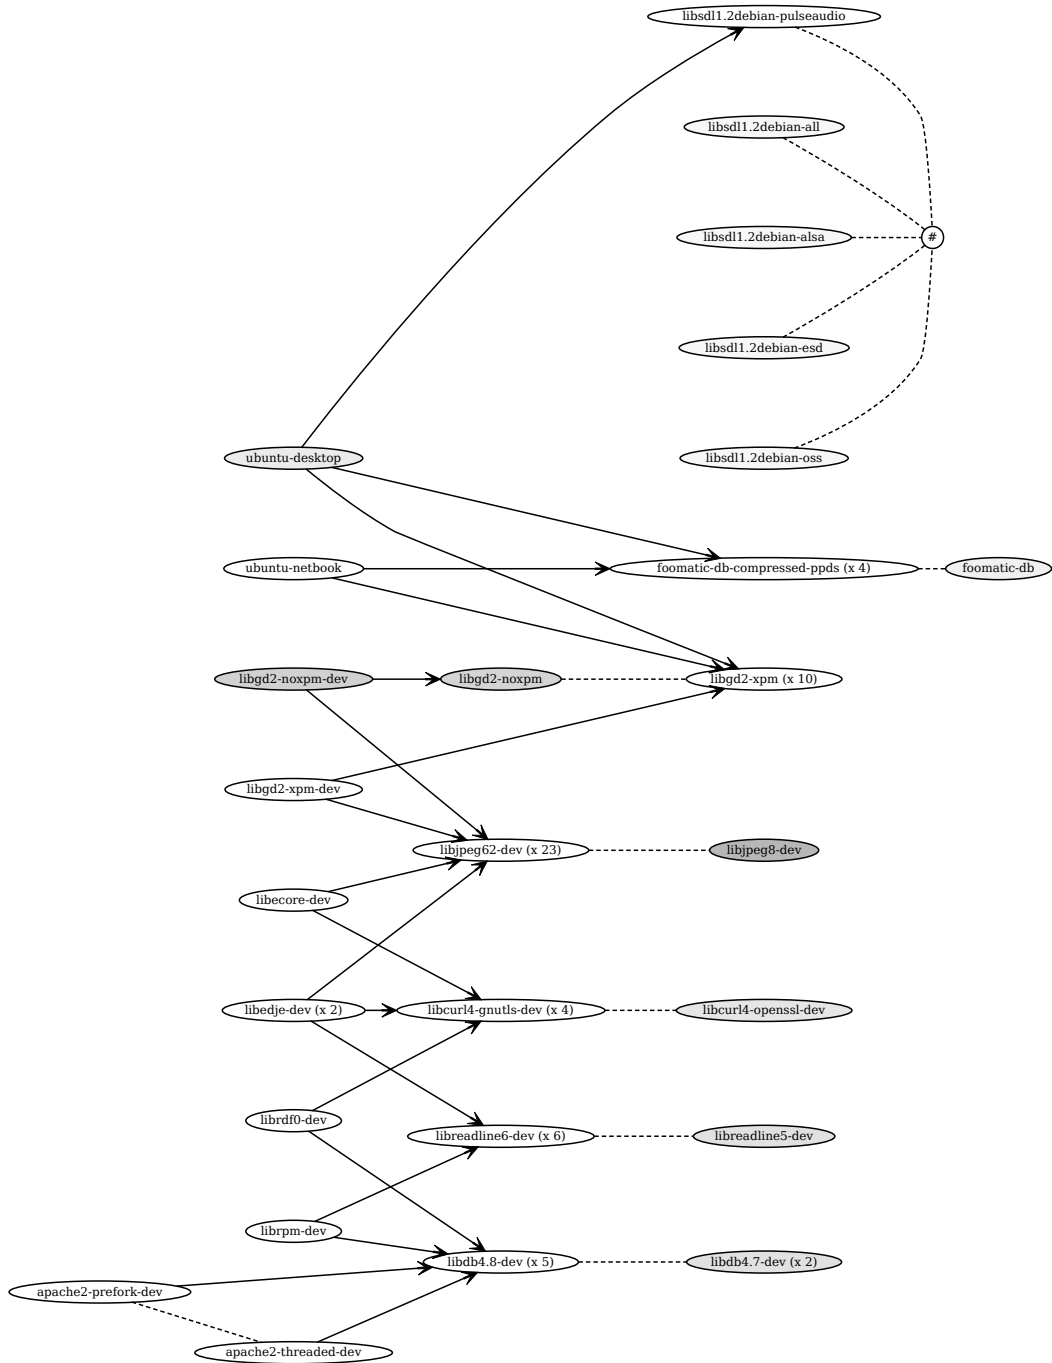 libsdl1.2debian-pulseaudio
libsdl1.2debian-all
libsdl1.2debian-alsa
#
libsdl1.2debian-esd
ubuntu-desktop
libsdl1.2debian-oss
ubuntu-netbook
foomatic-db-compressed-ppds (x 4)
foomatic-db
libgd2-noxpm-dev
libgd2-noxpm
libgd2-xpm (x 10)
libgd2-xpm-dev
libjpeg62-dev (x 23)
libjpeg8-dev
libecore-dev
libedje-dev (x 2)
libcurl4-gnutls-dev (x 4)
libcurl4-openssl-dev
librdf0-dev
libreadline6-dev (x 6)
libreadline5-dev
librpm-dev
libdb4.8-dev (x 5)
libdb4.7-dev (x 2)
apache2-prefork-dev
apache2-threaded-dev